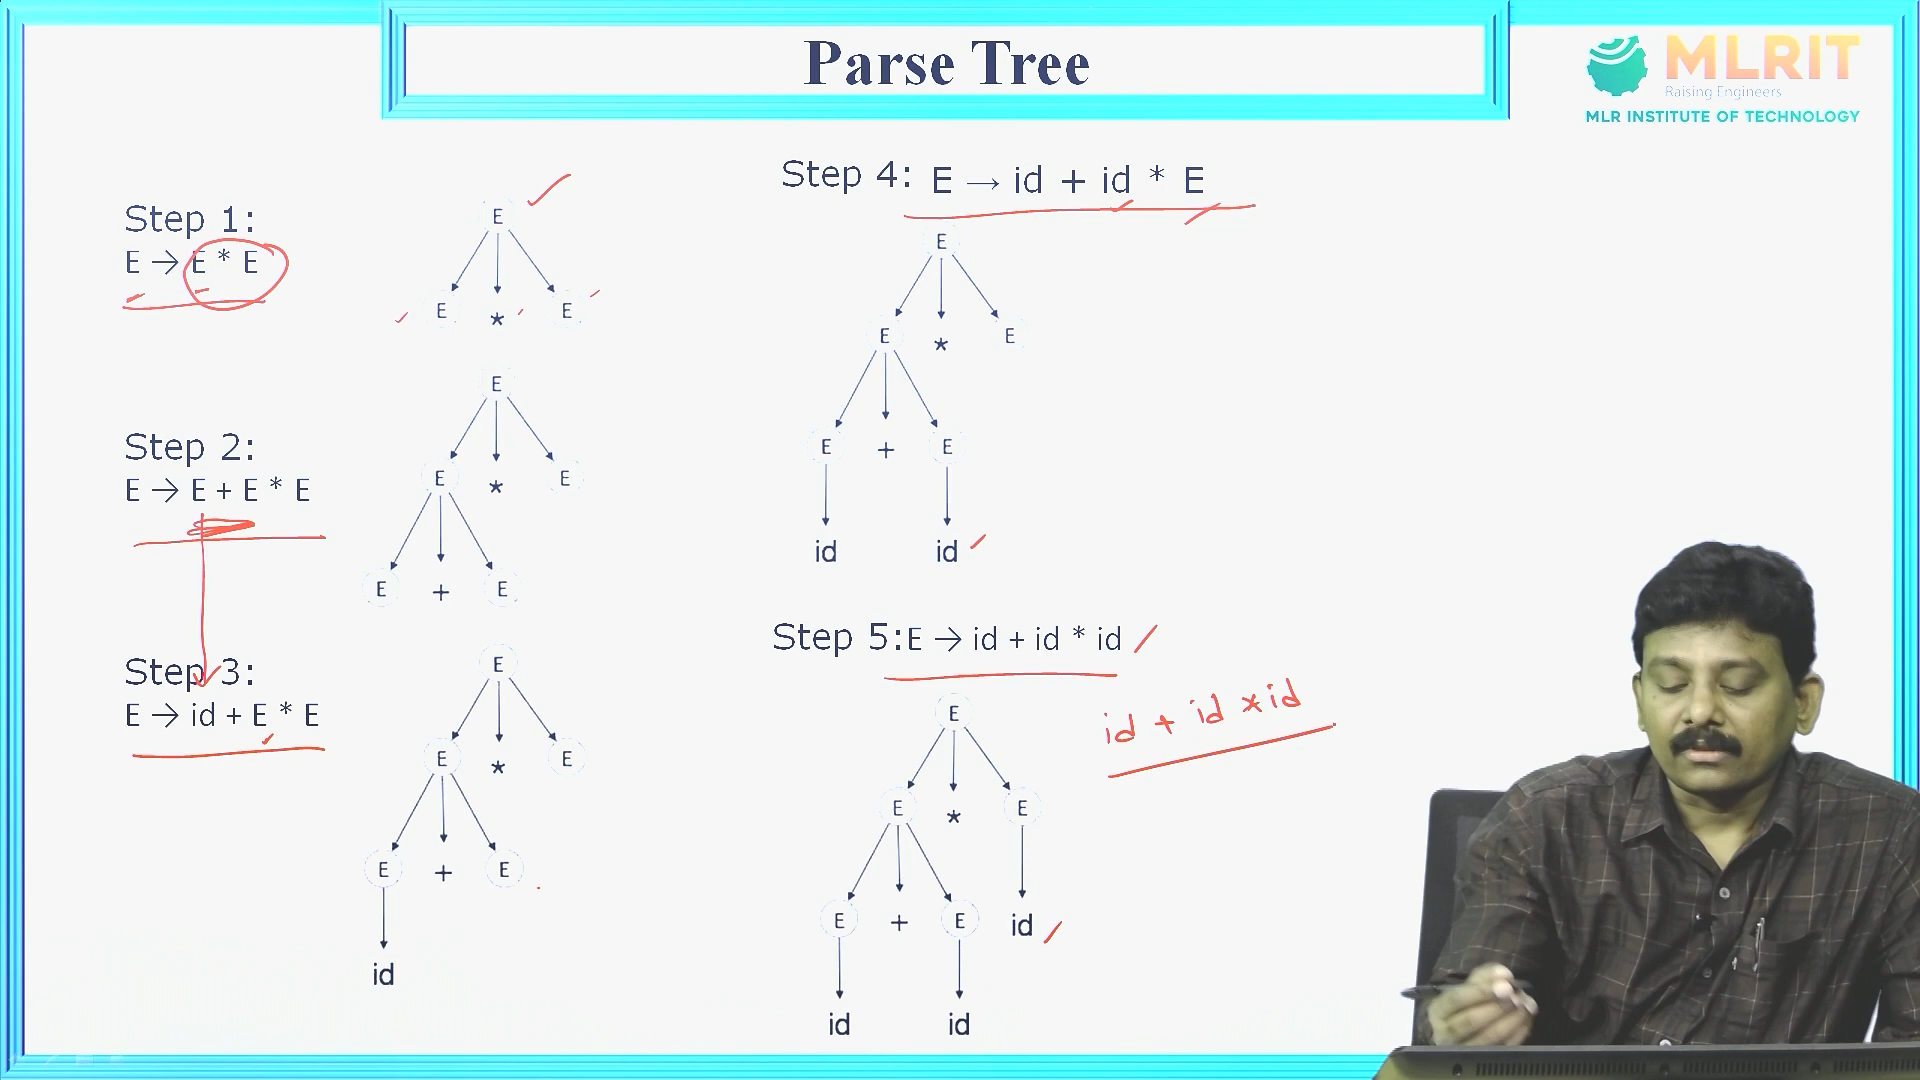 Parse Tree
MLRIT
Raising Engineers
MLR INSTITUTE OF TECHNOLOGY
Step 1:
E → E * E
E
E * E
Step 2:
E → E + E * E
E
E * E
E + E
Step 3:
E → id + E * E
E
E * E
E + E
id
Step 4: E → id + id * E
E
E * E
E + E
id id
Step 5:E → id + id * id
id + id * id
E
E * E
E + E id
id id